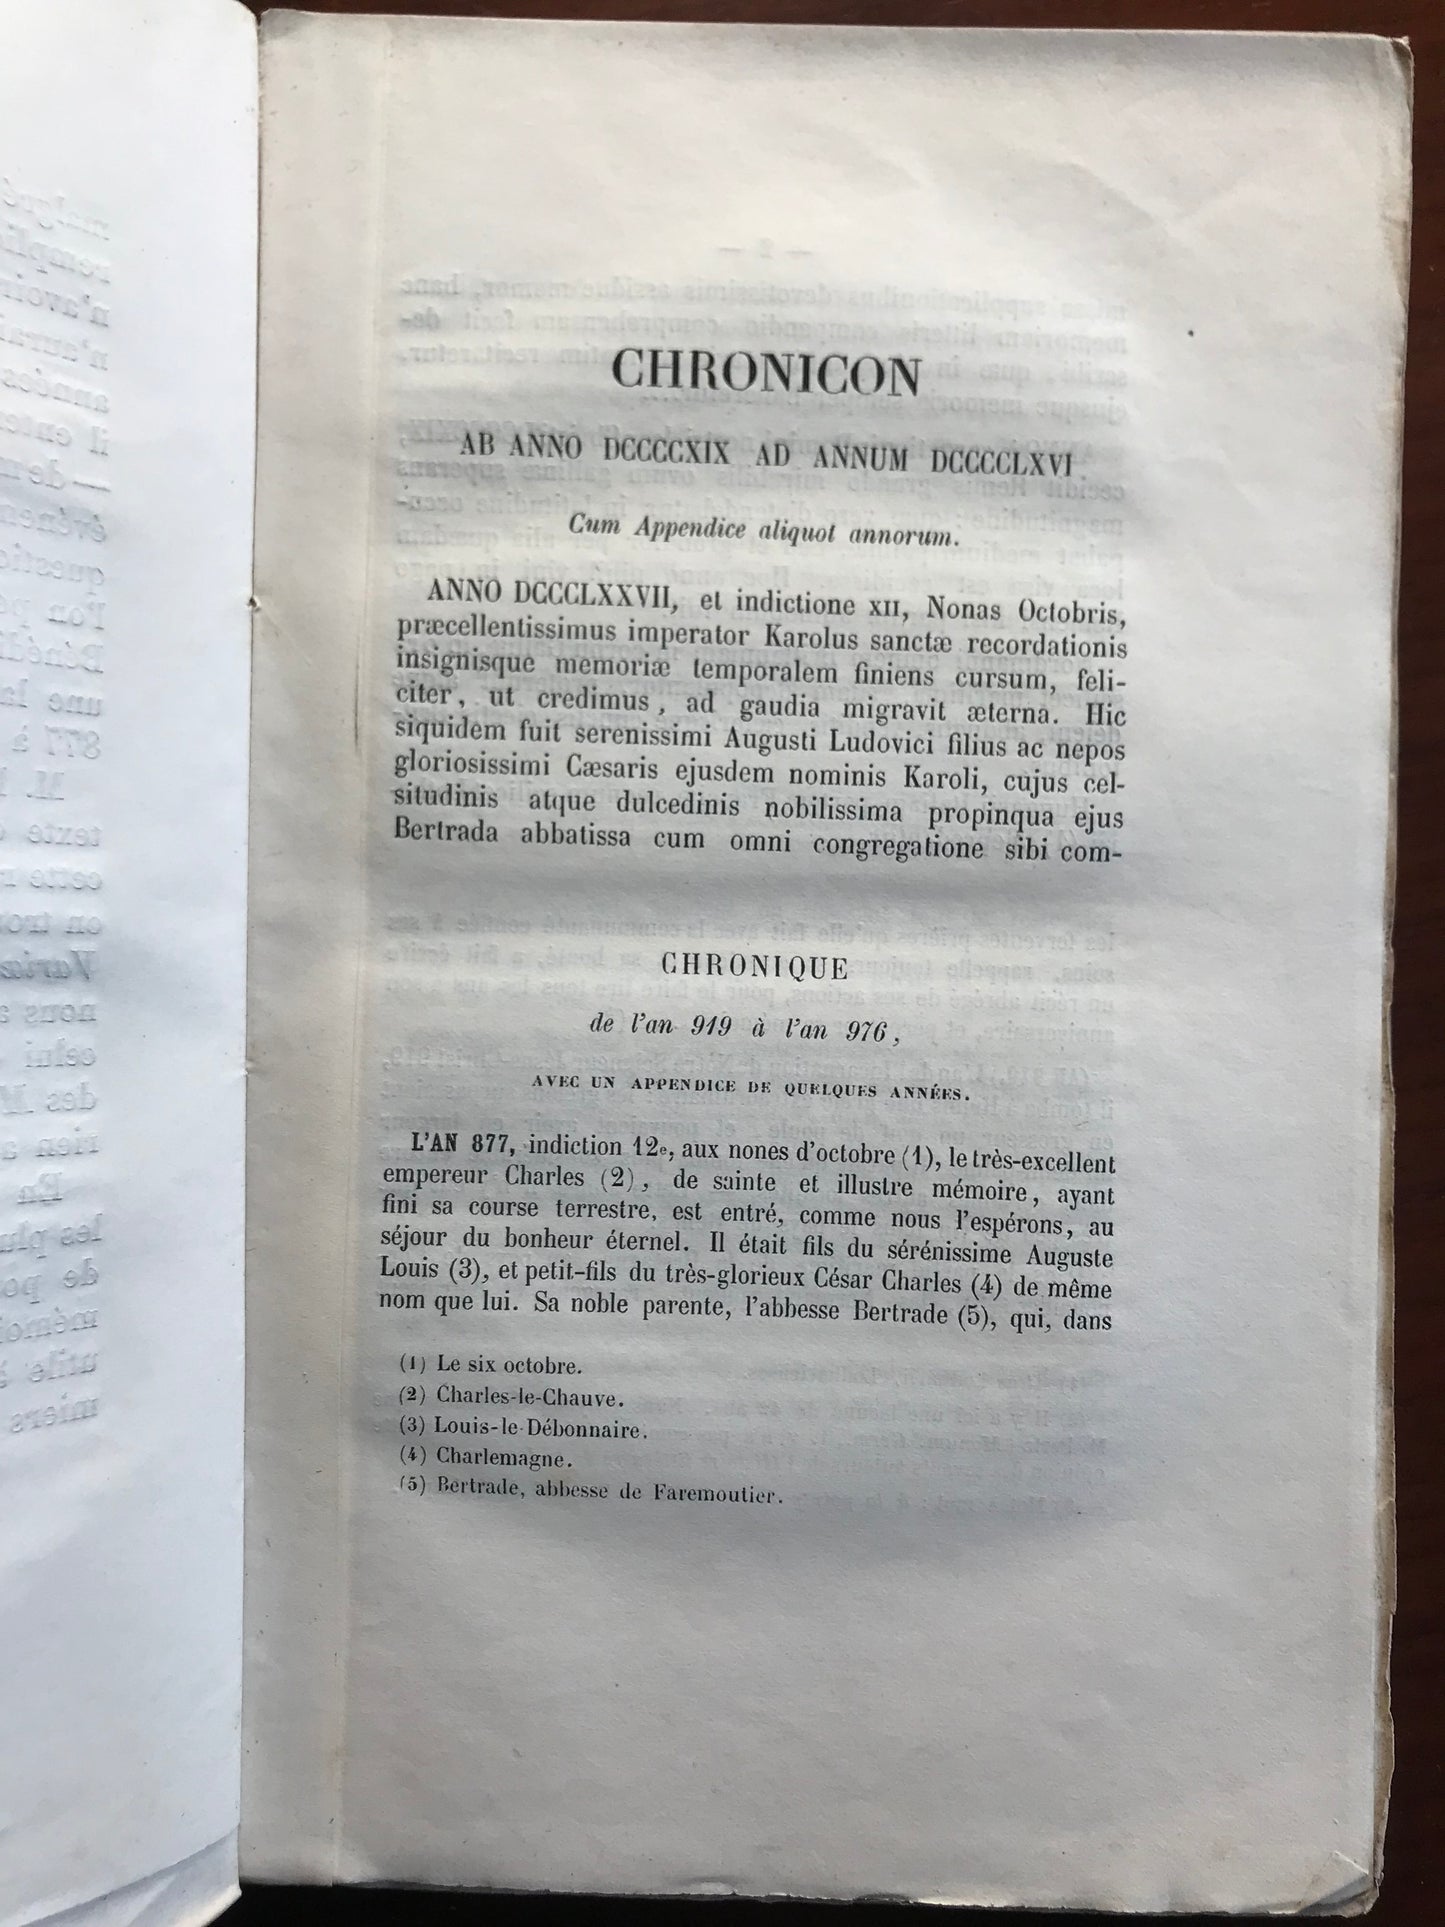 CHRONICON
AB ANNO DCCCCXIX AD ANNUM DCCCCLXVI
Cum Appendice aliquot annorum.
ANNO DCCCLXXVII, et indictione XII, Nonas Octobris,
præcellentissimus imperator Karolus sanctæ recordationis
insignisque memoriæ temporalem finiens cursum, feli-
citer, ut credimus, ad gaudia migravit æterna. Hic
siquidem fuit serenissimi Augusti Ludovici filius ac nepos
gloriosissimi Cæsaris ejusdem nominis Karoli, cujus cel-
situdinis atque dulcedinis nobilissima propinqua ejus
Bertrada abbatissa cum omni congregatione sibi com-
CHRONIQUE
de l'an 919 à l'an 976,
AVEC UN APPENDICE DE QUELQUES ANNÉES.
L'AN 877, indiction 12e, aux nones d'octobre (1), le très-excellent
empereur Charles (2), de sainte et illustre mémoire, ayant
fini sa course terrestre, est entré, comme nous l'espérons, au
séjour du bonheur éternel. Il était fils du sérénissime Auguste
Louis (3), et petit-fils du très-glorieux César Charles (4) de même
nom que lui. Sa noble parente, l'abbesse Bertrade (5), qui, dans
(1) Le six octobre.
(2) Charles-le-Chauve.
(3) Louis-le-Débonnaire.
(4) Charlemagne.
(5) Bertrade, abbesse de Faremoutier.